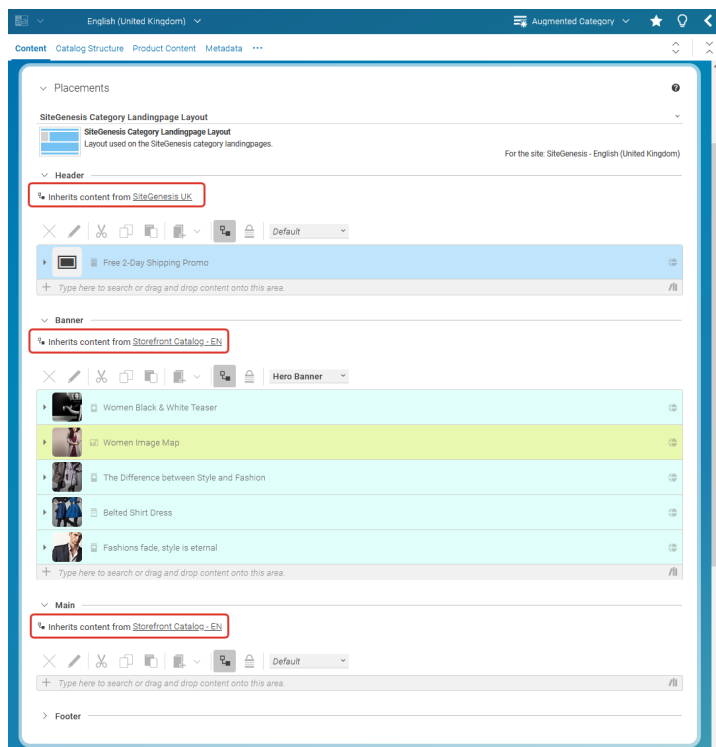 English (United Kingdom)
Augmented Category
Content Catalog Structure Product Content Metadata ···
Placements
SiteGenesis Category Landingpage Layout
SiteGenesis Category Landingpage Layout
Layout used on the SiteGenesis category landingpages.
For the site: SiteGenesis - English (United Kingdom)
Header
Inherits content from SiteGenesis UK
Default
Free 2-Day Shipping Promo
Type here to search or drag and drop content onto this area.
Banner
Inherits content from Storefront Catalog - EN
Hero Banner
Women Black & White Teaser
Women Image Map
The Difference between Style and Fashion
Belted Shirt Dress
Fashions fade, style is eternal
Type here to search or drag and drop content onto this area.
Main
Inherits content from Storefront Catalog - EN
Default
Type here to search or drag and drop content onto this area.
Footer